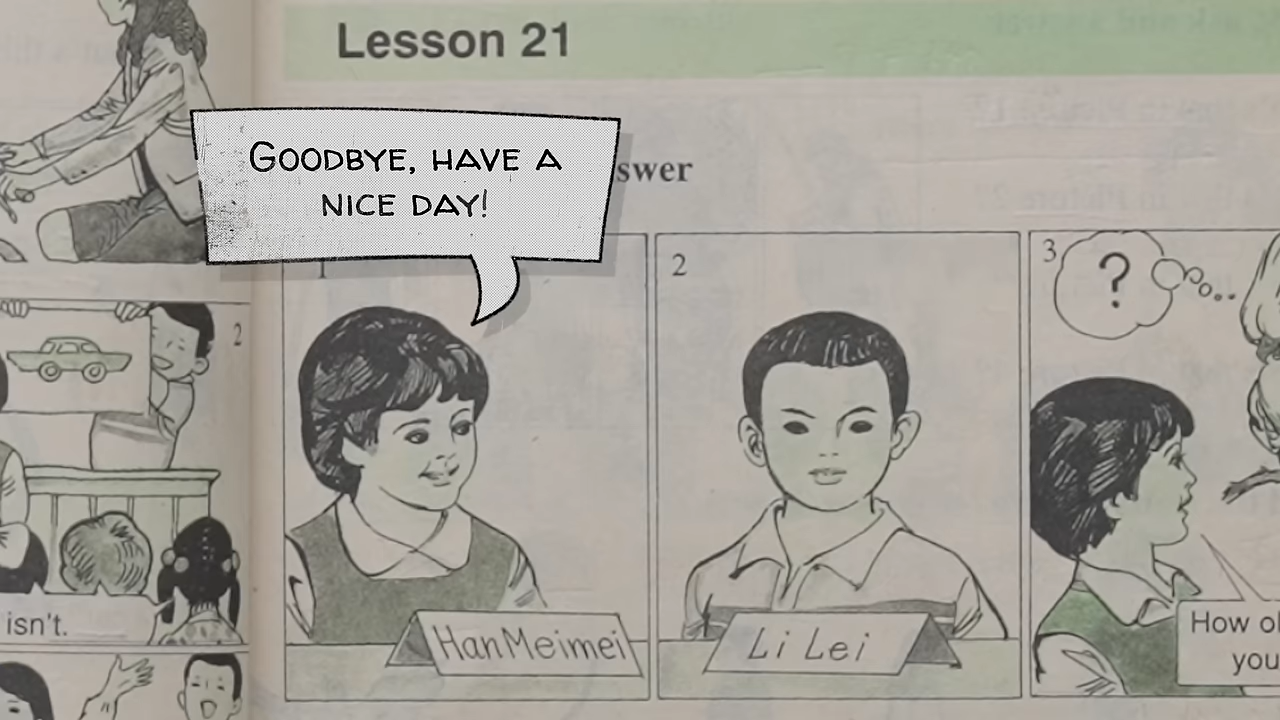 Lesson 21
GOODBYE, HAVE A
NICE DAY!
swer
1
2
3
?
HanMeimei
Li Lei
How ol
you
2
isn't.